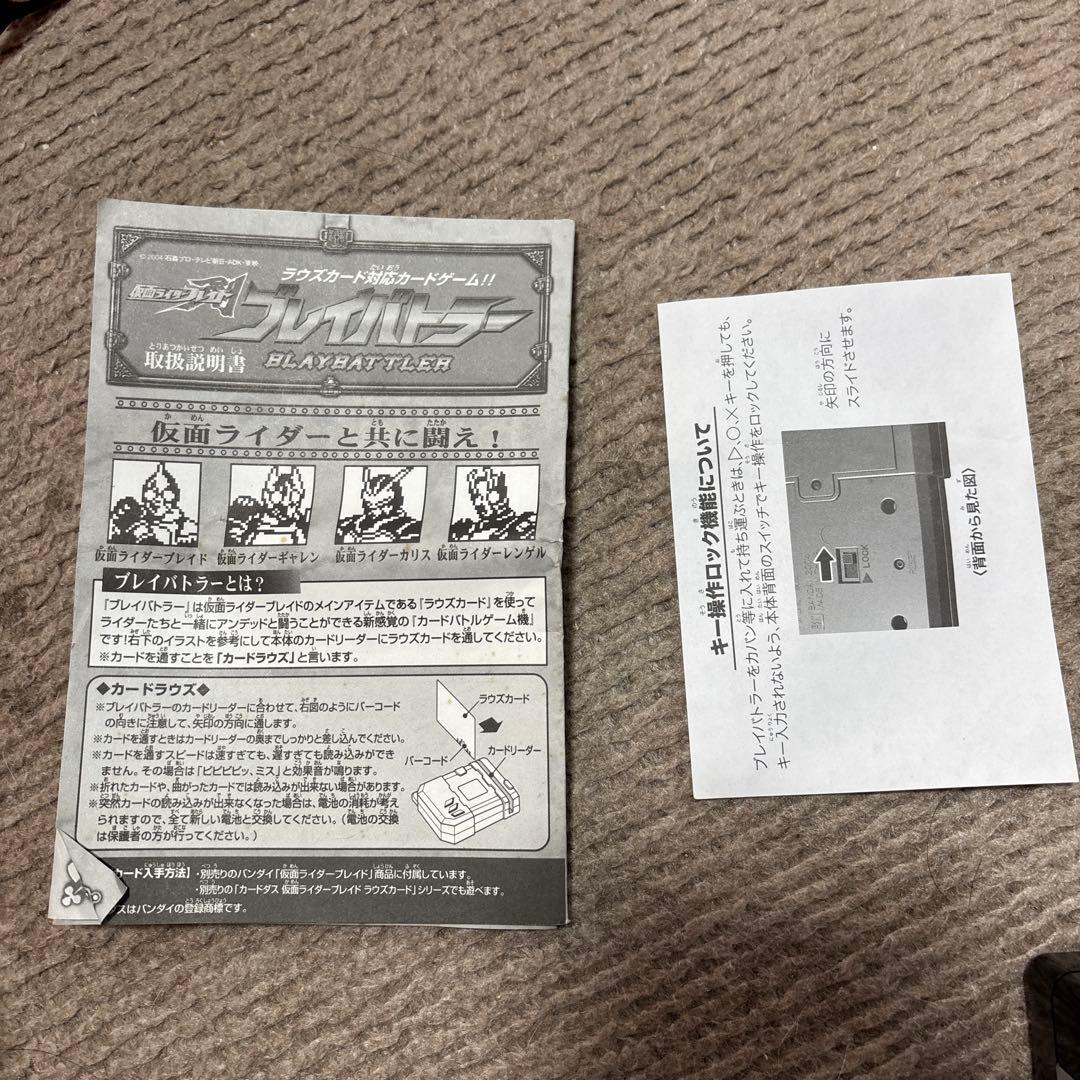 © 2004 石森プロ・テレビ朝日・ADK・東映
ラウズカード対応カードゲーム!!
仮面ライダーブレイド
ブレイバトラー
取扱説明書
BLAYBATTLER
仮面ライダーと共に闘え!
仮面ライダーブレイド 仮面ライダーギャレン 仮面ライダーカリス 仮面ライダーレンゲル
ブレイバトラーとは?
『ブレイバトラー』は仮面ライダーブレイドのメインアイテムである『ラウズカード』を使って
ライダーたちと一緒にアンデッドと闘うことができる新感覚の『カードバトルゲーム機』
です!右下のイラストを参考にして本体のカードリーダーにラウズカードを通してください。
※カードを通すことを「カードラウズ」と言います。
◆カードラウズ◆
※ブレイバトラーのカードリーダーに合わせて、右図のようにバーコード
の向きに注意して、矢印の方向に通します。
※カードを通すときはカードリーダーの奥までしっかりと差し込んでください。
※カードを通すスピードは速すぎても、遅すぎても読み込みができ
ません。その場合は「ピピピピッ、ミス」と効果音が鳴ります。
※折れたカードや、曲がったカードでは読み込みが出来ない場合があります。
※突然カードの読み込みが出来なくなった場合は、電池の消耗が考え
られますので、全て新しい電池と交換してください。(電池の交換
は保護者の方が行ってください。)
ラウズカード
カードリーダー
バーコード
カード入手方法】・別売りのバンダイ「仮面ライダーブレイド」商品に付属しています。
・別売りの「カードダス 仮面ライダーブレイド ラウズカード」シリーズでも遊べます。
スはバンダイの登録商標です。
キー操作ロック機能について
ブレイバトラーをカバン等に入れて持ち運ぶときは、▷、○、×キーを押しても、
キー入力されないよう、本体背面のスイッチでキー操作をロックしてください。
矢印の方向に
スライドさせます。
▶ LOCK
〈背面から見た図〉